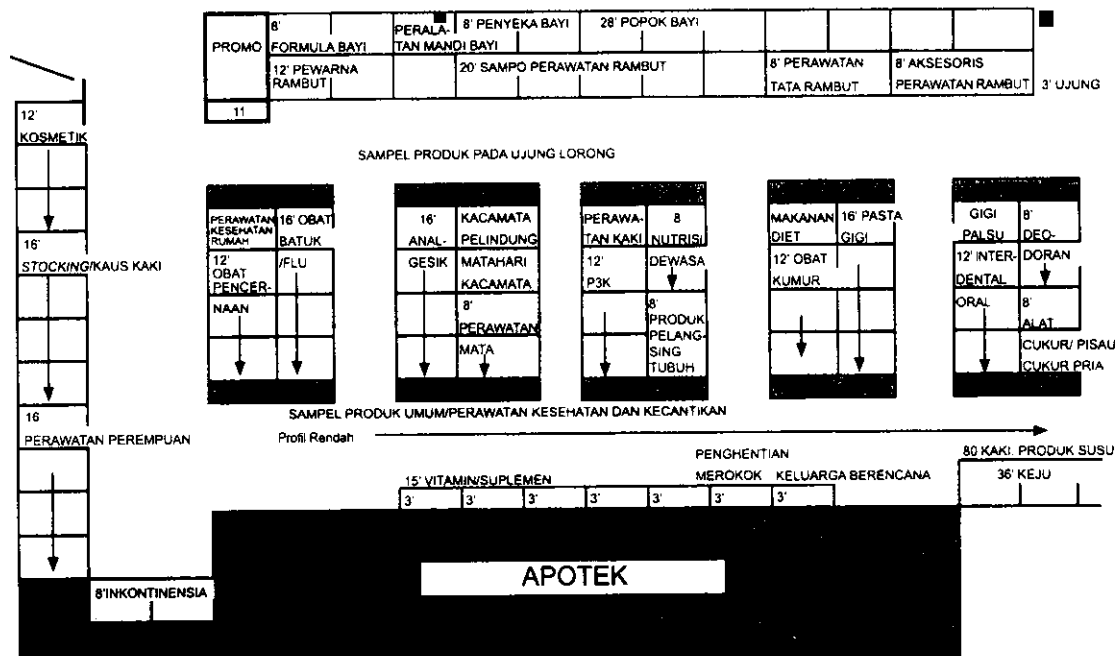 PROMO
11
8'
FORMULA BAYI
PERALA-
TAN MANDI BAYI
8' PENYEKA BAYI
28' POPOK BAYI
12' PEWARNA
RAMBUT
20' SAMPO PERAWATAN RAMBUT
8' PERAWATAN
TATA RAMBUT
8' AKSESORIS
PERAWATAN RAMBUT
3' UJUNG
12'
KOSMETIK
16'
STOCKING/KAUS KAKI
16
PERAWATAN PEREMPUAN
8'INKONTINENSIA
SAMPEL PRODUK PADA UJUNG LORONG
PERAWATAN
KESEHATAN
RUMAH
12'
OBAT
PENCER-
NAAN
16' OBAT
BATUK
/FLU
16'
ANAL-
GESIK
KACAMATA
PELINDUNG
MATAHARI
KACAMATA
8'
PERAWATAN
MATA
PERAWA-
TAN KAKI
12'
P3K
8
NUTRISI
DEWASA
8'
PRODUK
PELANG-
SING
TUBUH
MAKANAN
DIET
12' OBAT
KUMUR
16' PASTA
GIGI
GIGI
PALSU
12' INTER-
DENTAL
ORAL
8'
DEO-
DORAN
8'
ALAT
CUKUR/ PISAU
CUKUR PRIA
SAMPEL PRODUK UMUM/PERAWATAN KESEHATAN DAN KECANTIKAN
Profil Rendah
15' VITAMIN/SUPLEMEN
PENGHENTIAN
MEROKOK
KELUARGA BERENCANA
3' 3' 3' 3' 3' 3' 3'
80 KAKI. PRODUK SUSU
36' KEJU
APOTEK